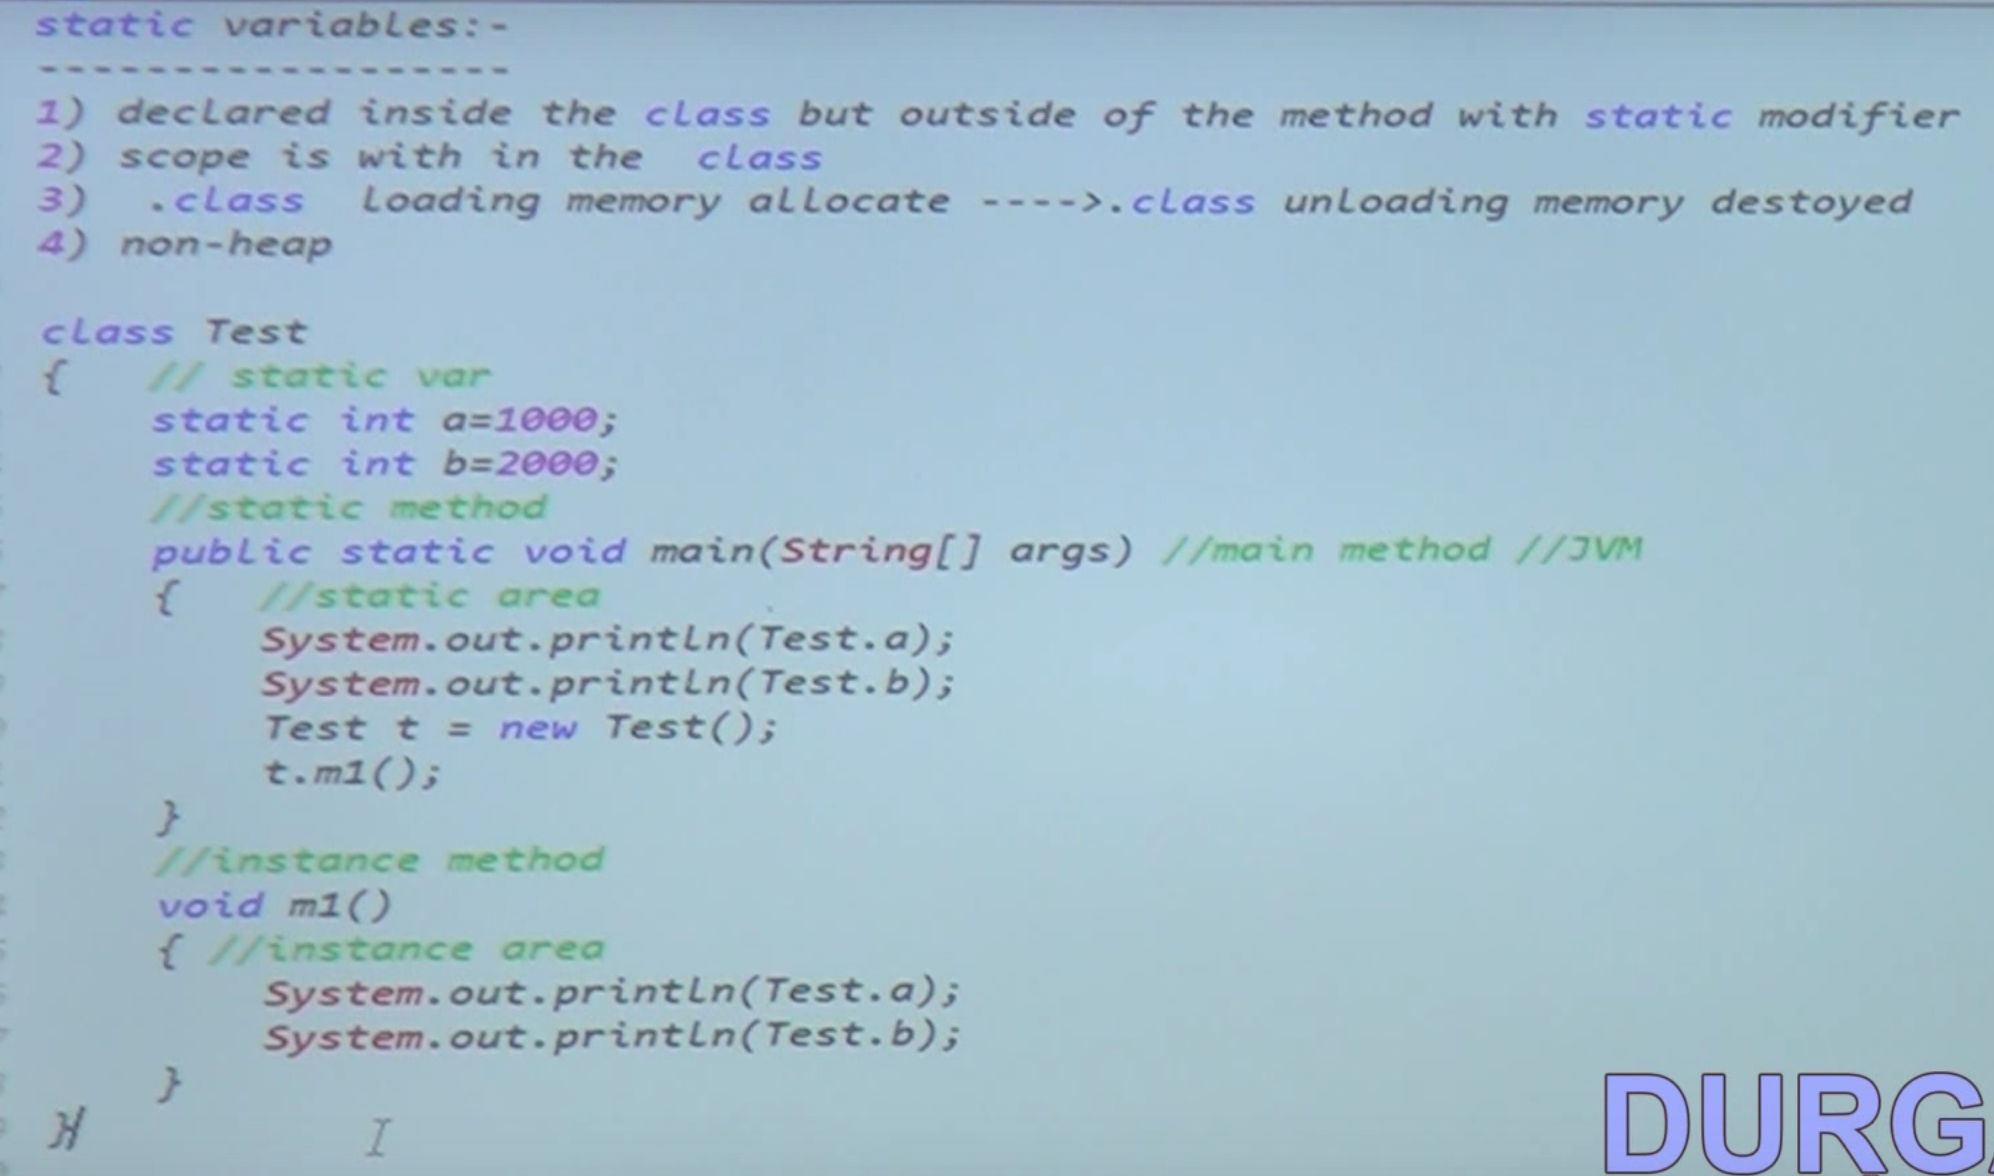 static variables:-
-------------------
1) declared inside the class but outside of the method with static modifier
2) scope is with in the  class
3)  .class  loading memory allocate ---->.class unloading memory destoyed
4) non-heap

class Test
{   // static var
    static int a=1000;
    static int b=2000;
    //static method
    public static void main(String[] args) //main method //JVM
    {   //static area
        System.out.println(Test.a);
        System.out.println(Test.b);
        Test t = new Test();
        t.m1();
    }
    //instance method
    void m1()
    { //instance area
        System.out.println(Test.a);
        System.out.println(Test.b);
    }
}
DURGA